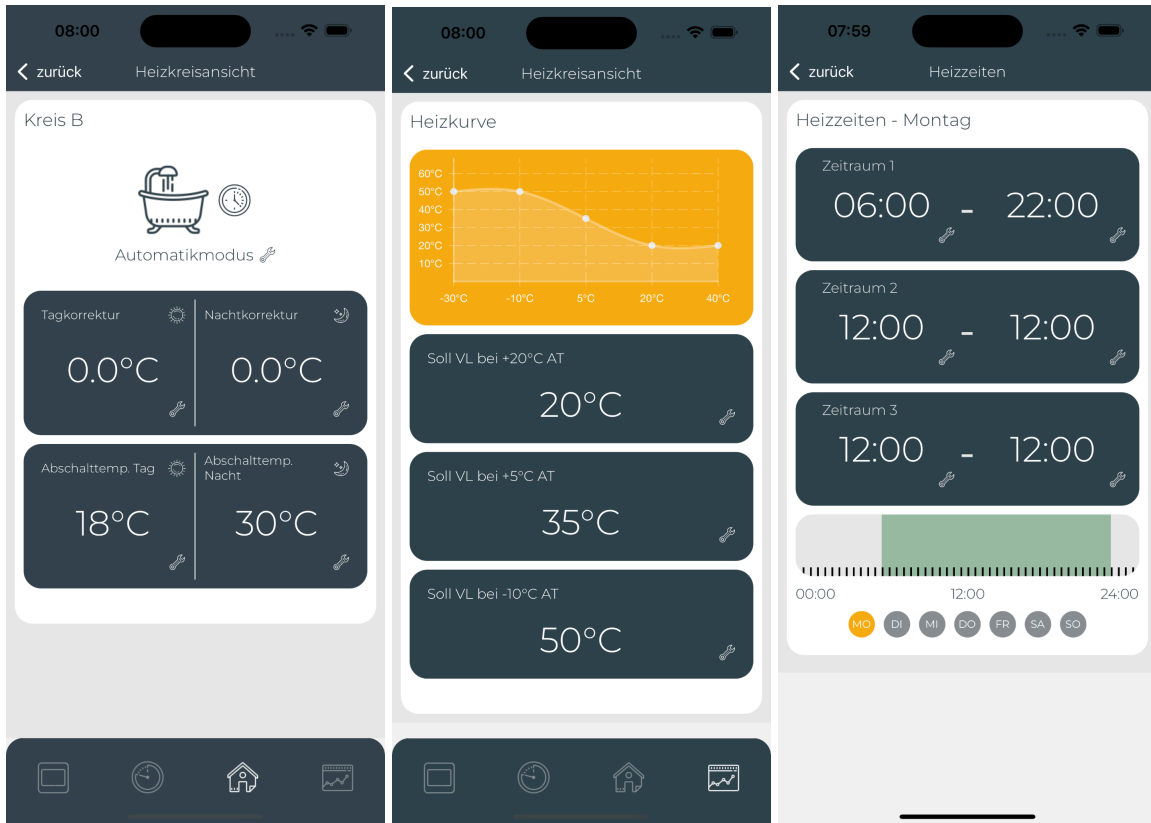 08:00
zurück Heizkreisansicht
Kreis B
Automatikmodus
Tagkorrektur Nachtkorrektur
0.0°C 0.0°C
Abschalttemp. Tag Abschalttemp. Nacht
18°C 30°C
08:00
zurück Heizkreisansicht
Heizkurve
60°C
50°C
40°C
30°C
20°C
10°C
-30°C -10°C 5°C 20°C 40°C
Soll VL bei +20°C AT
20°C
Soll VL bei +5°C AT
35°C
Soll VL bei -10°C AT
50°C
07:59
zurück Heizzeiten
Heizzeiten - Montag
Zeitraum 1
06:00 - 22:00
Zeitraum 2
12:00 - 12:00
Zeitraum 3
12:00 - 12:00
00:00 12:00 24:00
MO DI MI DO FR SA SO